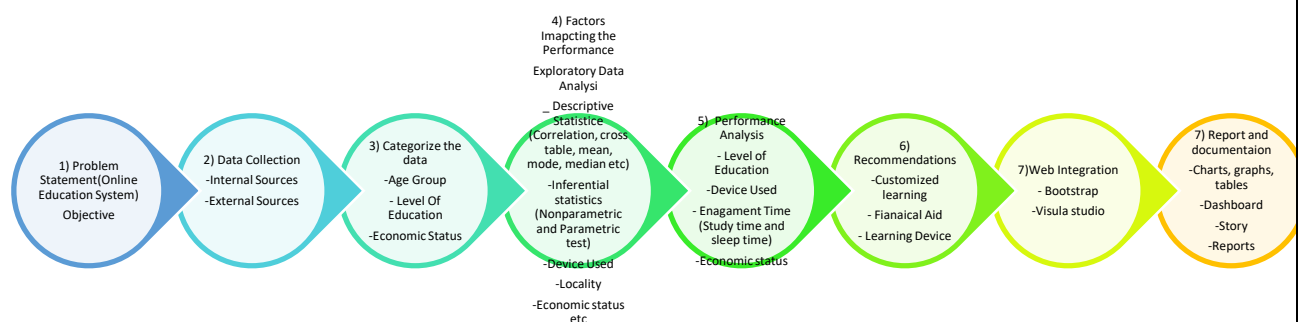 1) Problem
Statement(Online
Education System)
Objective
2) Data Collection
-Internal Sources
-External Sources
3) Categorize the
data
-Age Group
- Level Of
Education
-Economic Status
4) Factors
Imapcting the
Performance
Exploratory Data
Analysi
_ Descriptive
Statistice
(Correlation, cross
table, mean,
mode, median etc)
-Inferential
statistics
(Nonparametric
and Parametric
test)
-Device Used
-Locality
-Economic status
etc
5) Performance
Analysis
- Level of
Education
-Device Used
- Enagament Time
(Study time and
sleep time)
-Economic status
6)
Recommendations
-Customized
learning
- Fianaical Aid
- Learning Device
7)Web Integration
- Bootstrap
-Visula studio
7) Report and
documentaion
-Charts, graphs,
tables
-Dashboard
-Story
-Reports